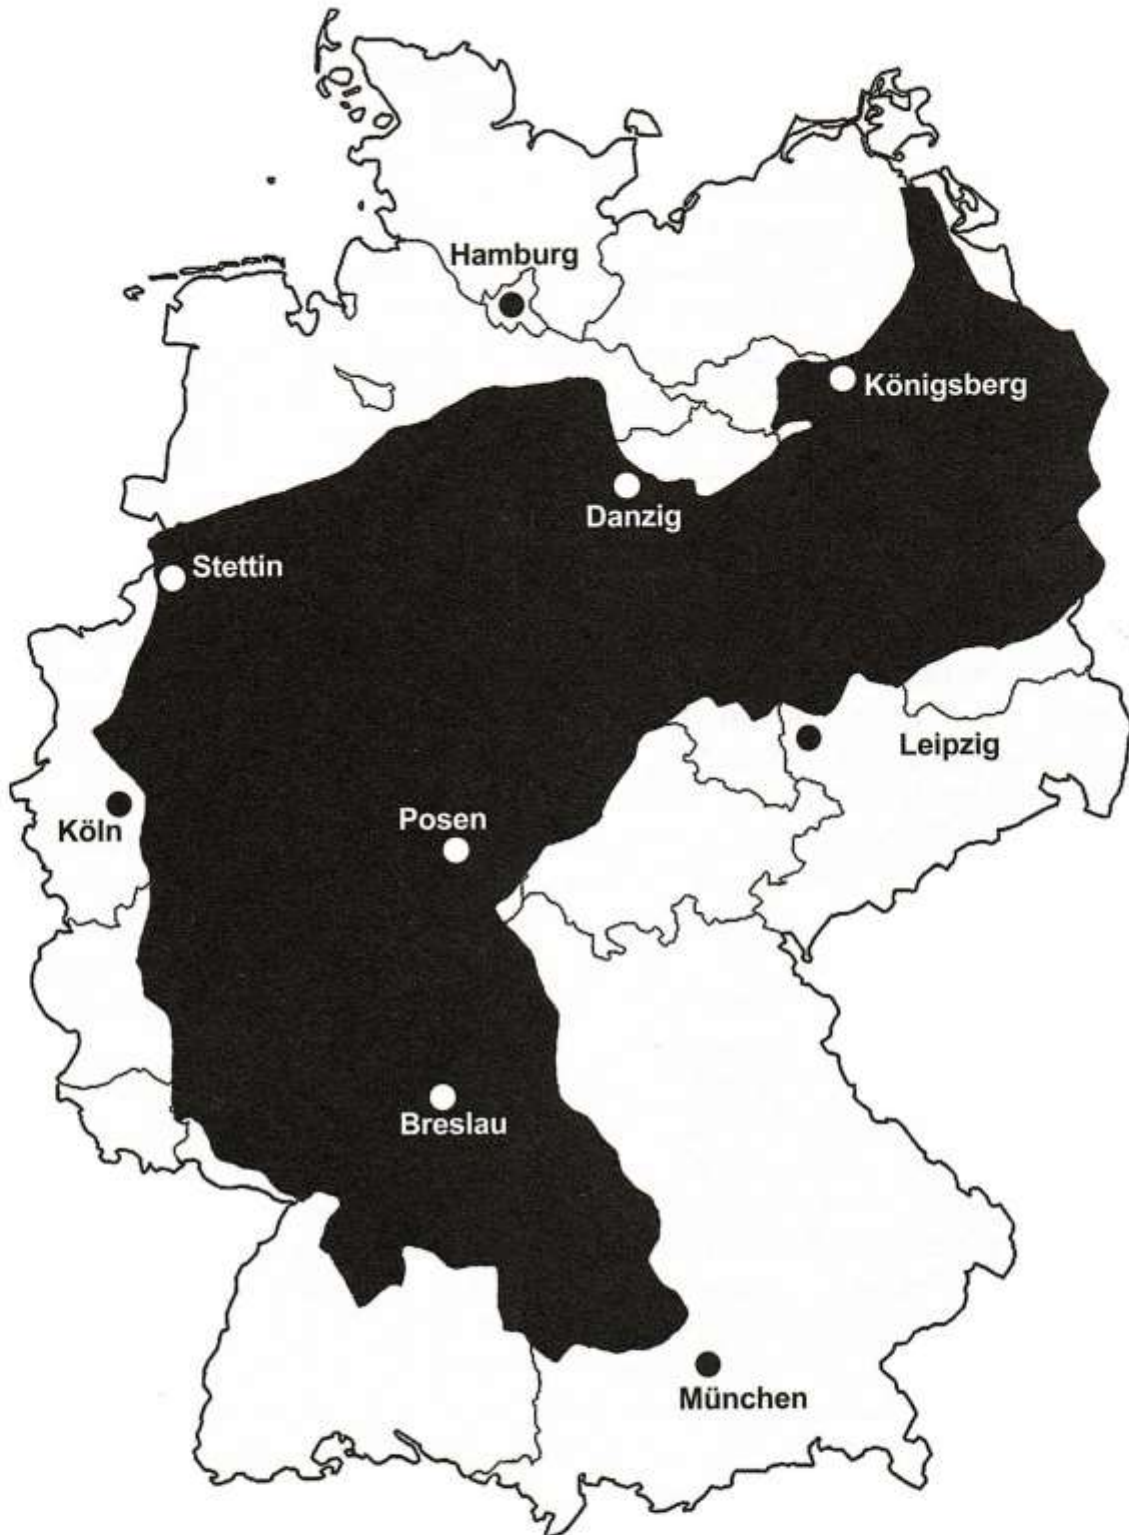 Hamburg
Königsberg
Danzig
Stettin
Leipzig
Köln
Posen
Breslau
München